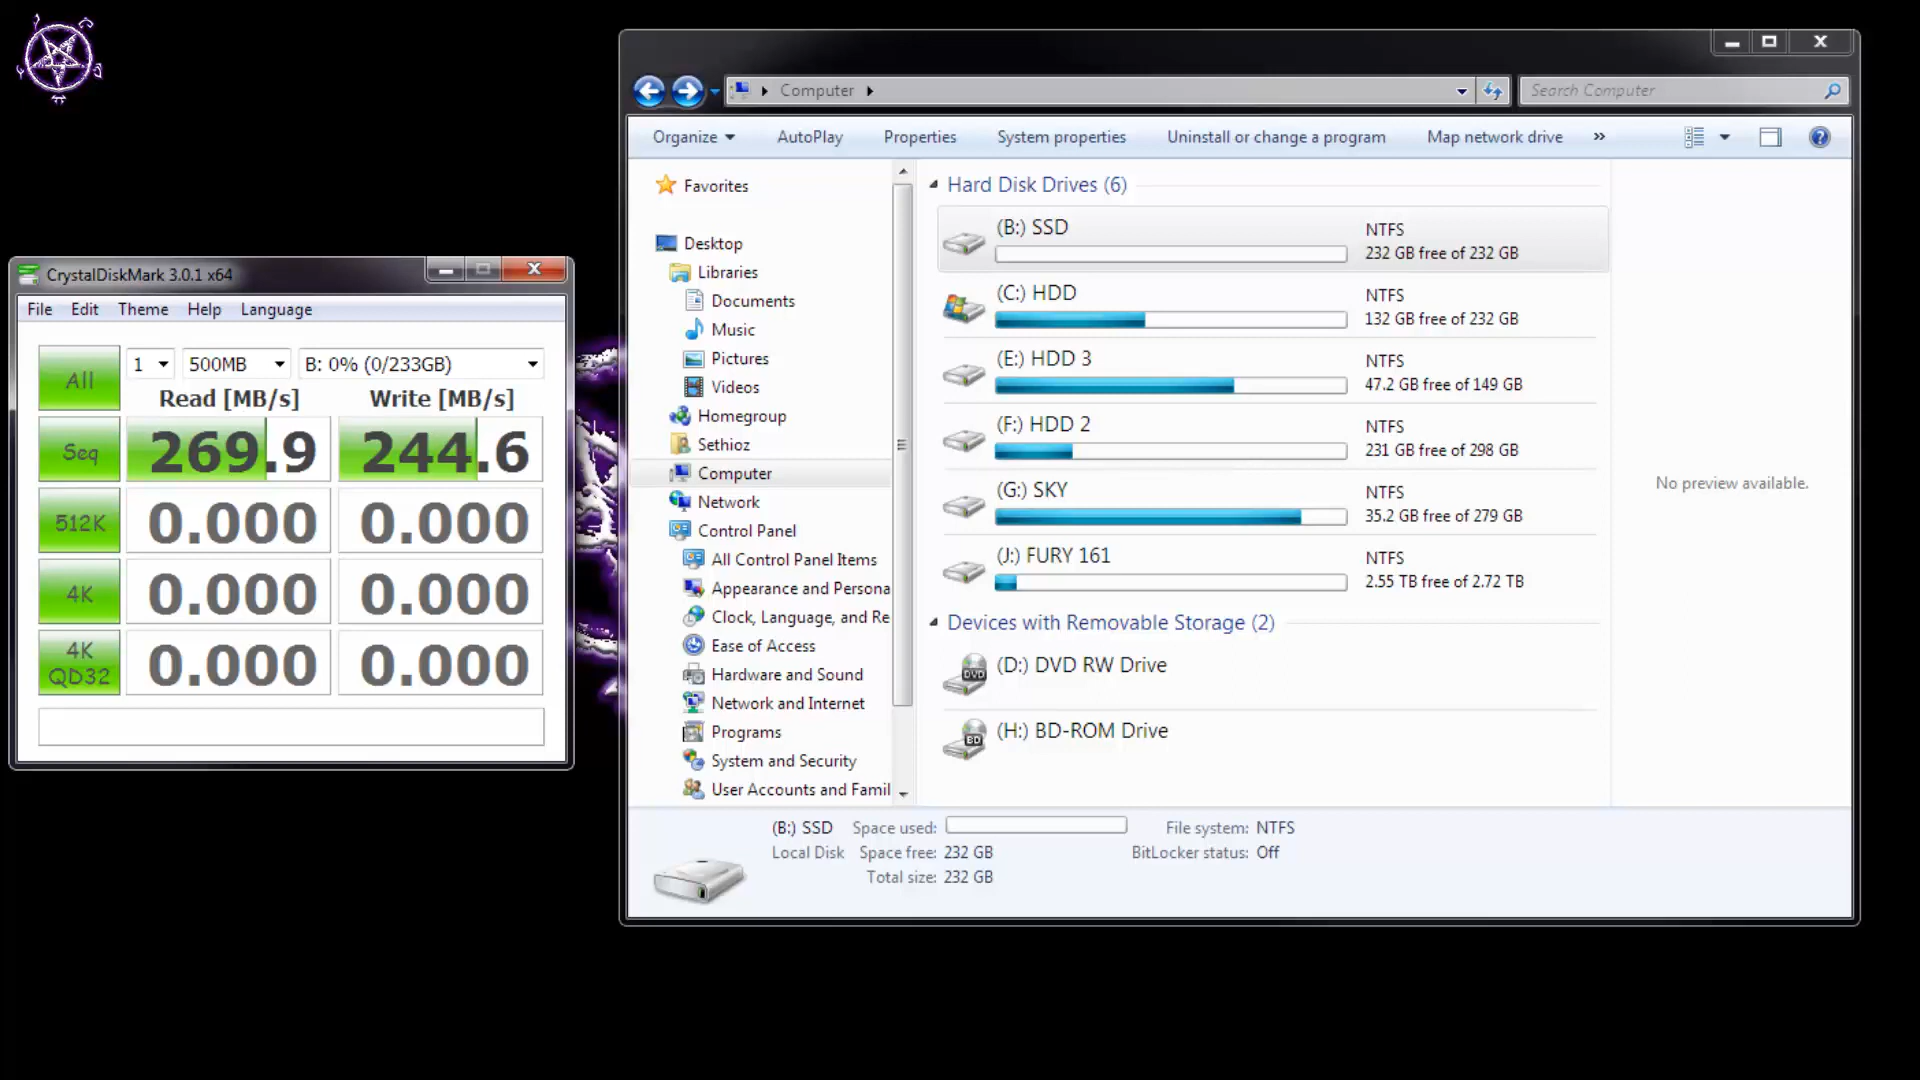 Computer
Search Computer
Organize
AutoPlay
Properties
System properties
Uninstall or change a program
Map network drive
»
Favorites
Desktop
Libraries
Documents
Music
Pictures
Videos
Homegroup
Sethioz
Computer
Network
Control Panel
All Control Panel Items
Appearance and Persona
Clock, Language, and Re
Ease of Access
Hardware and Sound
Network and Internet
Programs
System and Security
User Accounts and Famil
Hard Disk Drives (6)
(B:) SSD
NTFS
232 GB free of 232 GB
(C:) HDD
NTFS
132 GB free of 232 GB
(E:) HDD 3
NTFS
47.2 GB free of 149 GB
(F:) HDD 2
NTFS
231 GB free of 298 GB
(G:) SKY
NTFS
35.2 GB free of 279 GB
(J:) FURY 161
NTFS
2.55 TB free of 2.72 TB
Devices with Removable Storage (2)
(D:) DVD RW Drive
DVD
(H:) BD-ROM Drive
BD
No preview available.
(B:) SSD Space used: File system: NTFS
Local Disk Space free: 232 GB BitLocker status: Off
Total size: 232 GB
CrystalDiskMark 3.0.1 x64
File Edit Theme Help Language
All 1 500MB B: 0% (0/233GB)
Read [MB/s] Write [MB/s]
Seq 269.9 244.6
512K 0.000 0.000
4K 0.000 0.000
4K
QD32 0.000 0.000